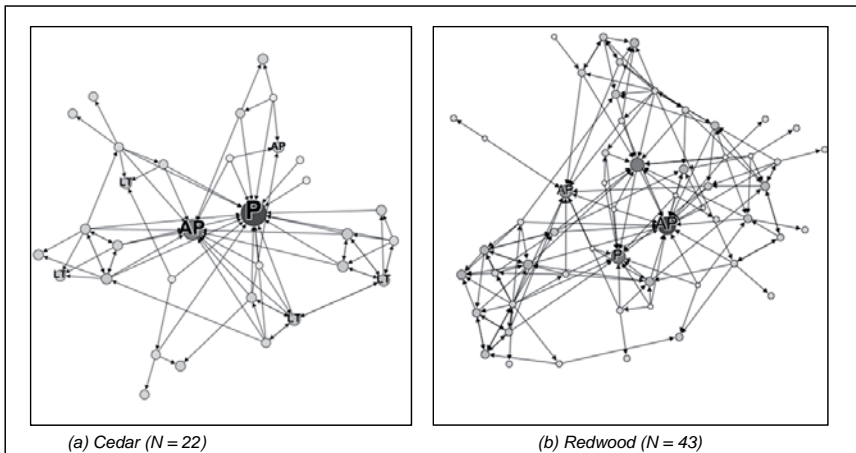 AP
LT
P
AP
LT
LT
LT
AP
AP
P
(a) Cedar (N = 22)
(b) Redwood (N = 43)